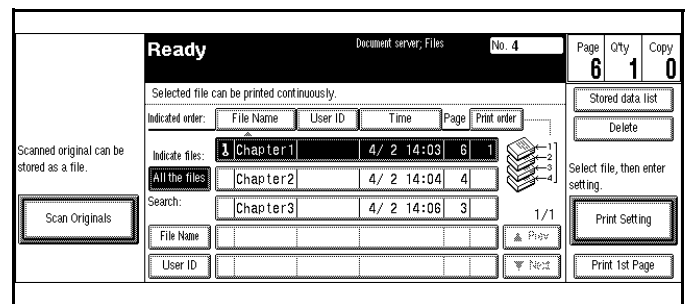 Ready
Document server; Files
No. 4
Page Q'ty Copy
6 1 0
Selected file can be printed continuously.
Indicated order: File Name User ID Time Page Print order
Scanned original can be
stored as a file.
Scan Originals
Indicate files:
All the files
Search:
File Name
User ID
Chapter1 4/ 2 14:03 6 1
Chapter2 4/ 2 14:04 4
Chapter3 4/ 2 14:06 3
1
2
3
4
1/1
▲ Prev
▼ Next
Stored data list
Delete
Select file, then enter
setting.
Print Setting
Print 1st Page